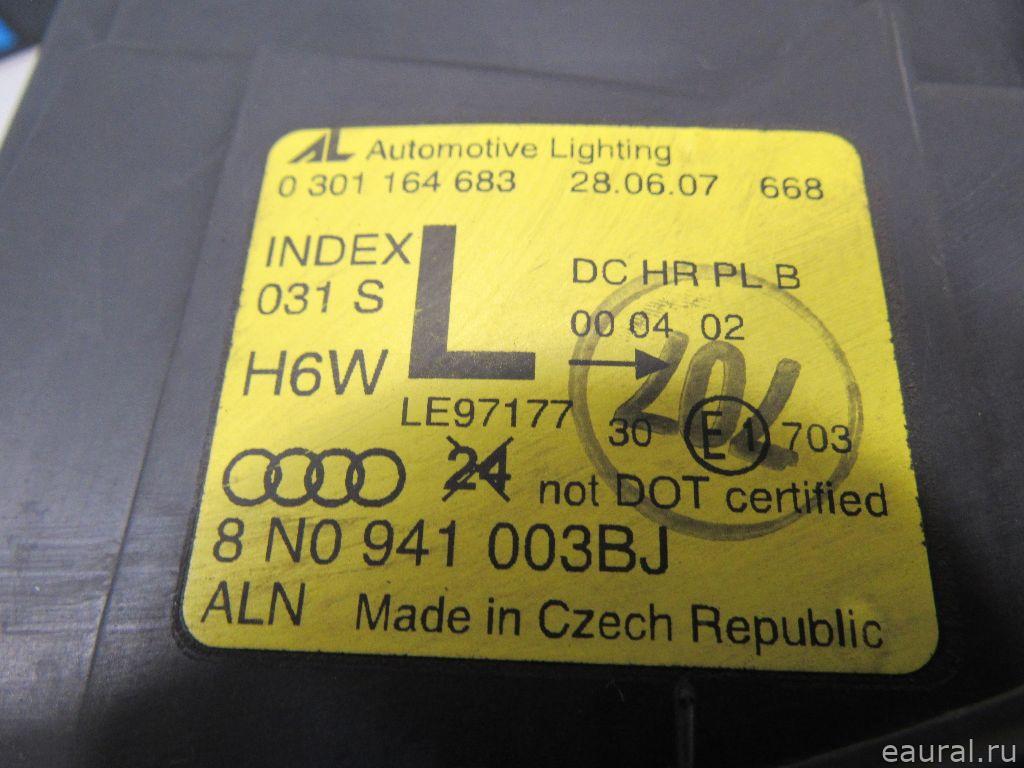 AL Automotive Lighting
0 301 164 683 28.06.07 668
INDEX
031 S
L
DC HR PL B
00 04 02
H6W
LE97177
30 E1 703
24
not DOT certified
8 N0 941 003BJ
ALN Made in Czech Republic
eaural.ru